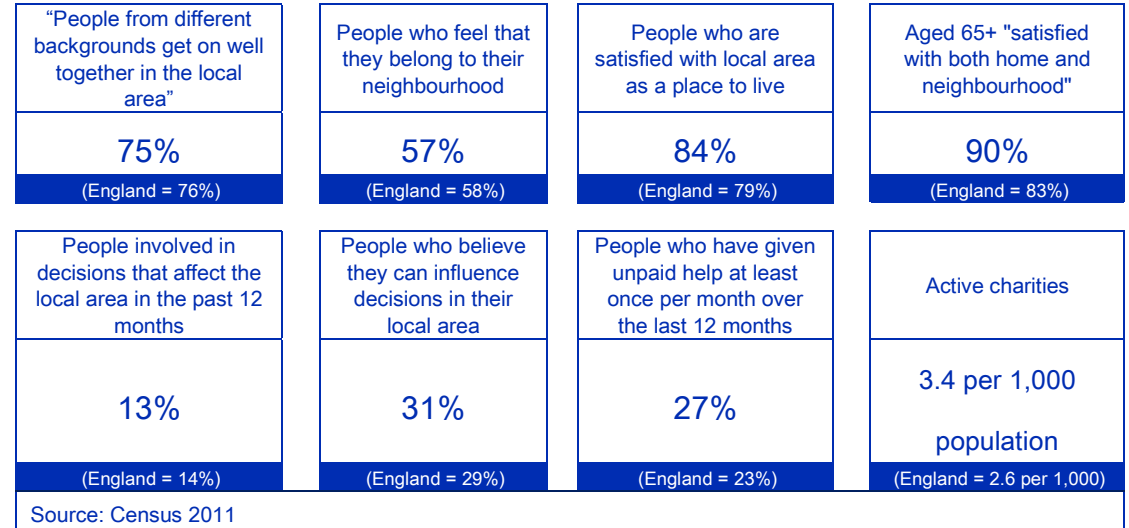 “People from different
backgrounds get on well
together in the local
area”
75%
(England = 76%)
People who feel that
they belong to their
neighbourhood
57%
(England = 58%)
People who are
satisfied with local area
as a place to live
84%
(England = 79%)
Aged 65+ "satisfied
with both home and
neighbourhood"
90%
(England = 83%)
People involved in
decisions that affect the
local area in the past 12
months
13%
(England = 14%)
People who believe
they can influence
decisions in their
local area
31%
(England = 29%)
People who have given
unpaid help at least
once per month over
the last 12 months
27%
(England = 23%)
Active charities
3.4 per 1,000
population
(England = 2.6 per 1,000)
Source: Census 2011